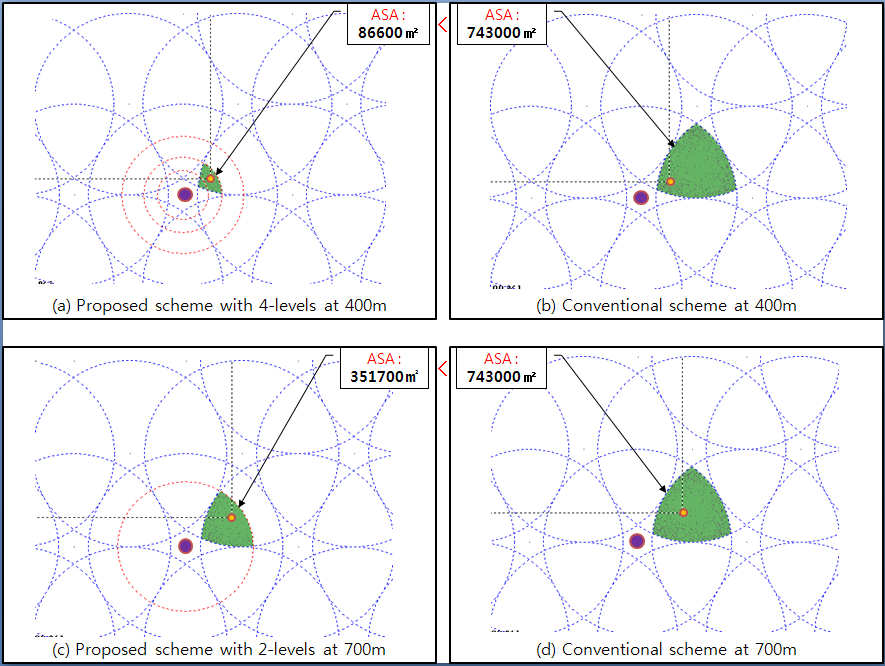 ASA :
86600㎡
<
ASA :
743000㎡
(a) Proposed scheme with 4-levels at 400m
(b) Conventional scheme at 400m
ASA :
351700㎡
<
ASA :
743000㎡
(c) Proposed scheme with 2-levels at 700m
(d) Conventional scheme at 700m